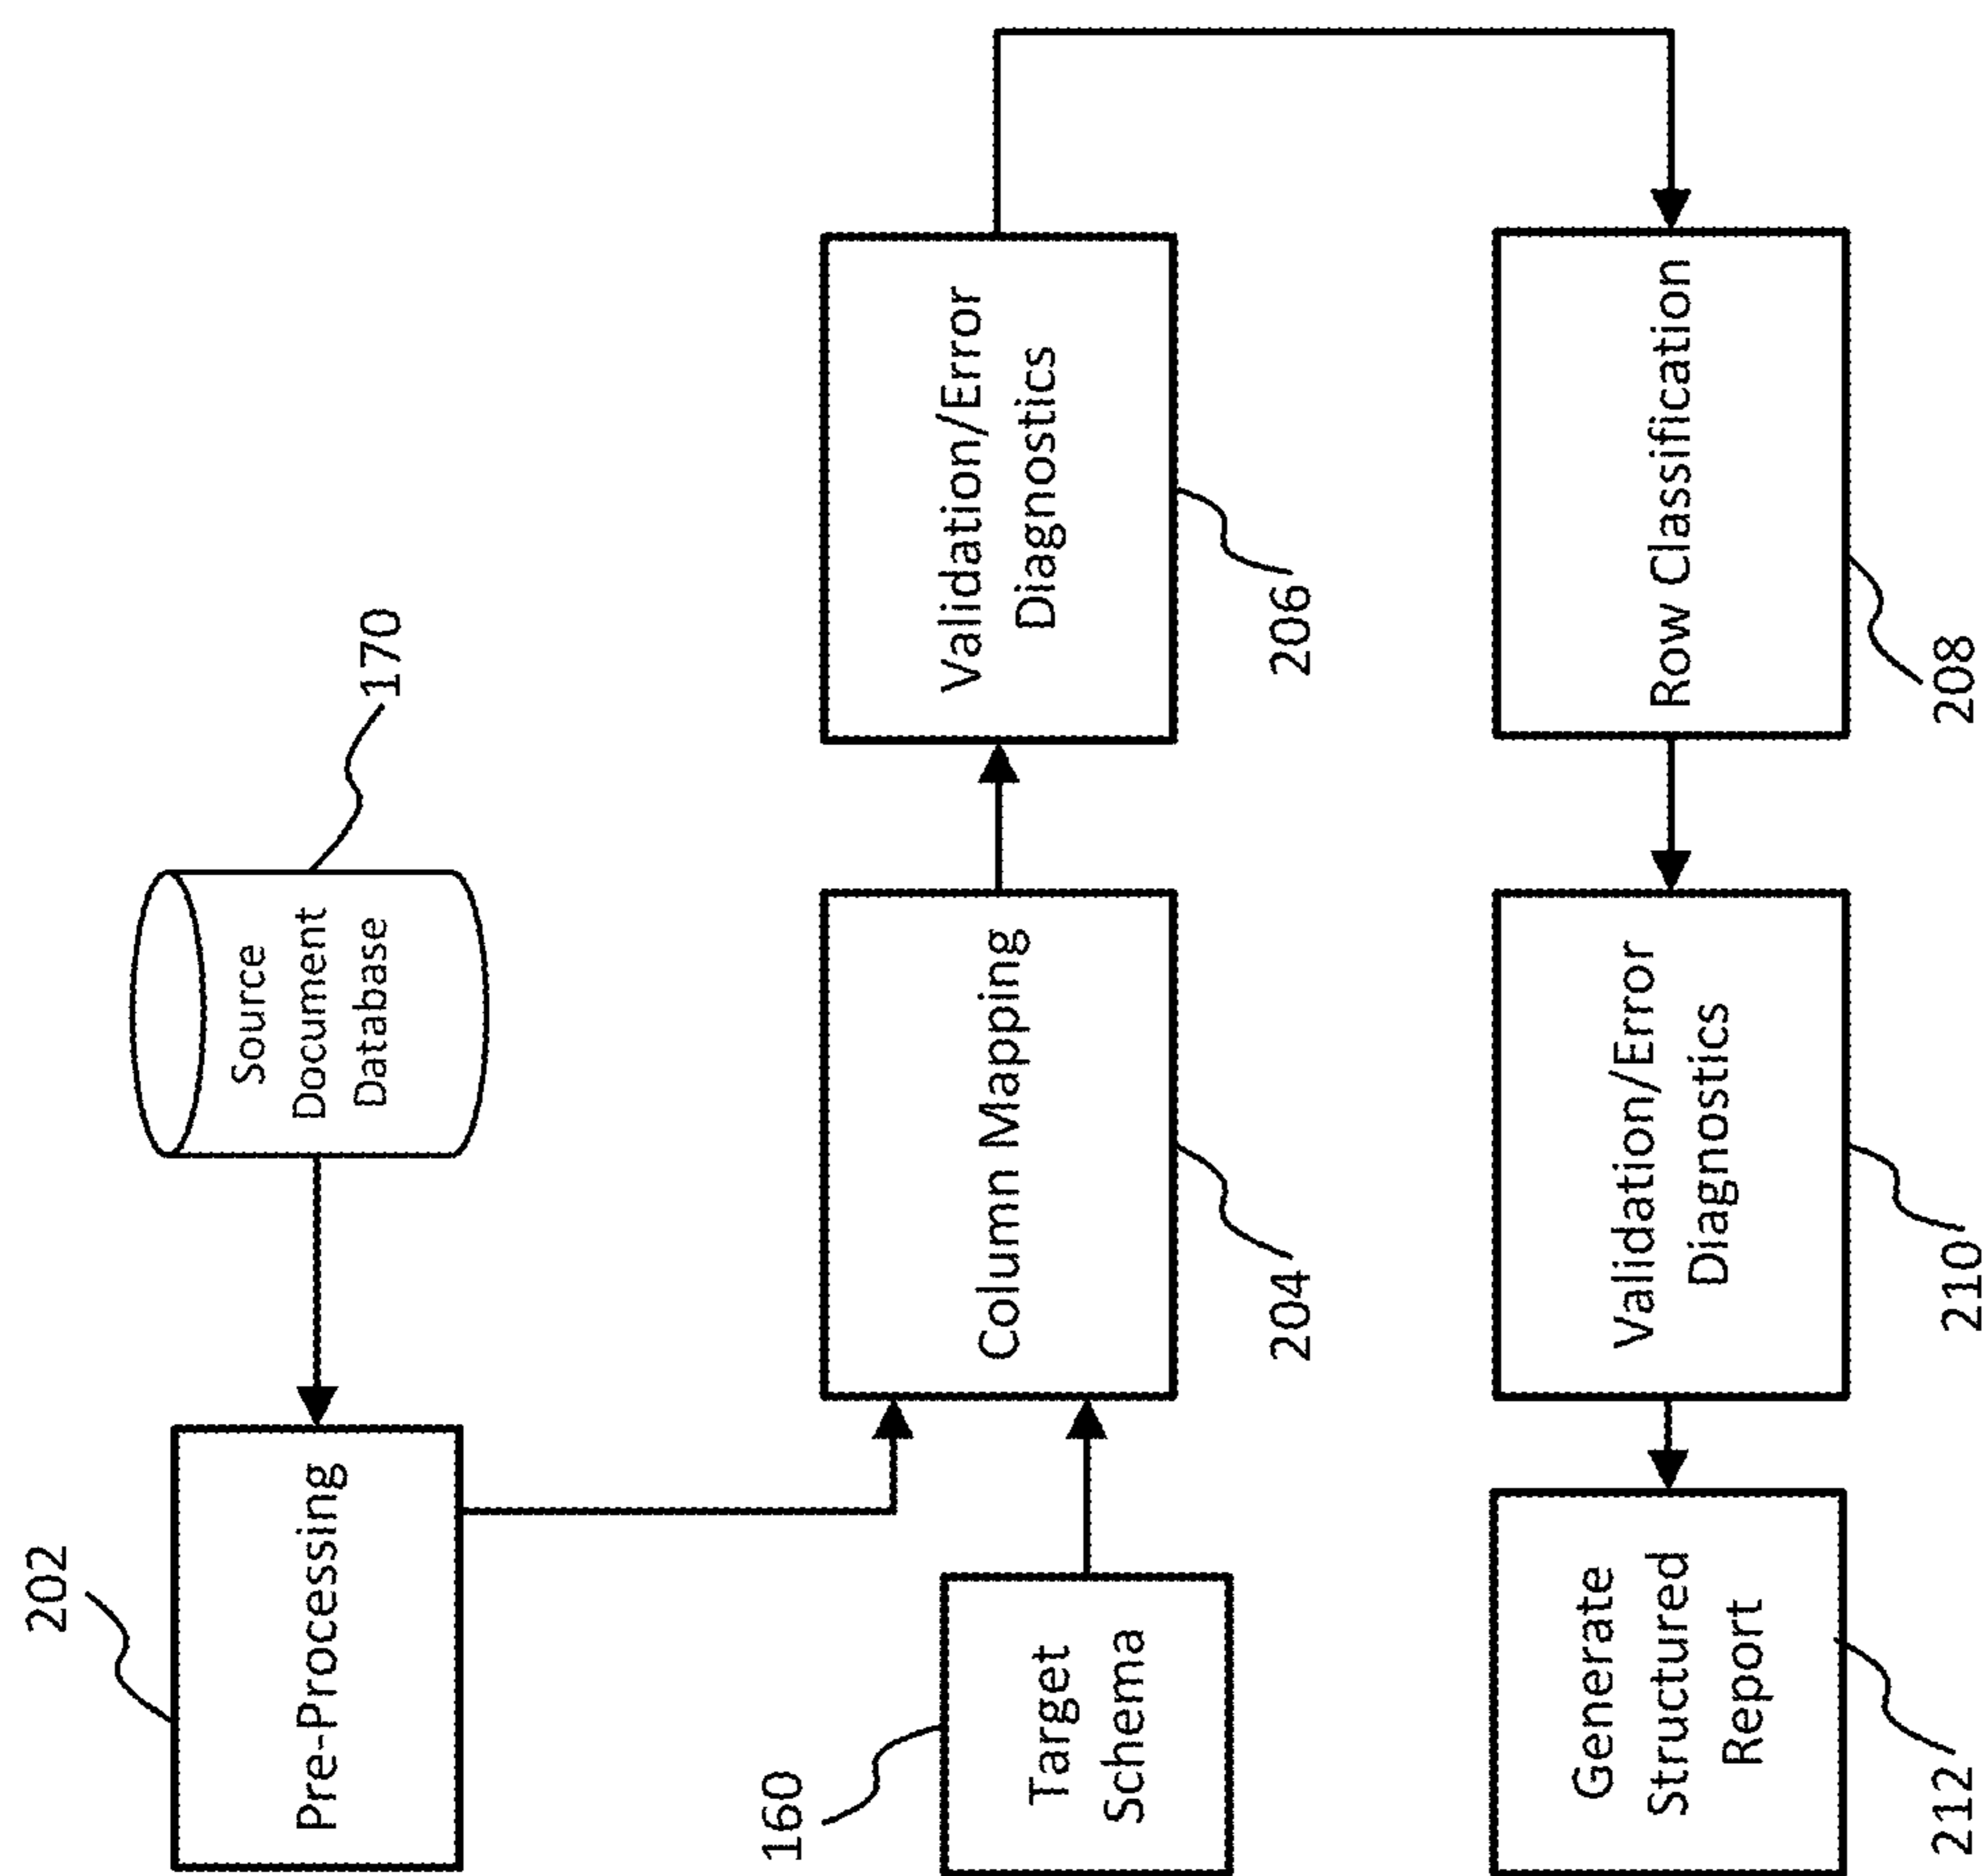 202
Pre-Processing
Source
Document
Database
170
160
Target
Schema
Column Mapping
204
Validation/Error
Diagnostics
206
Generate
Structured
Report
212
Validation/Error
Diagnostics
210
Row Classification
208